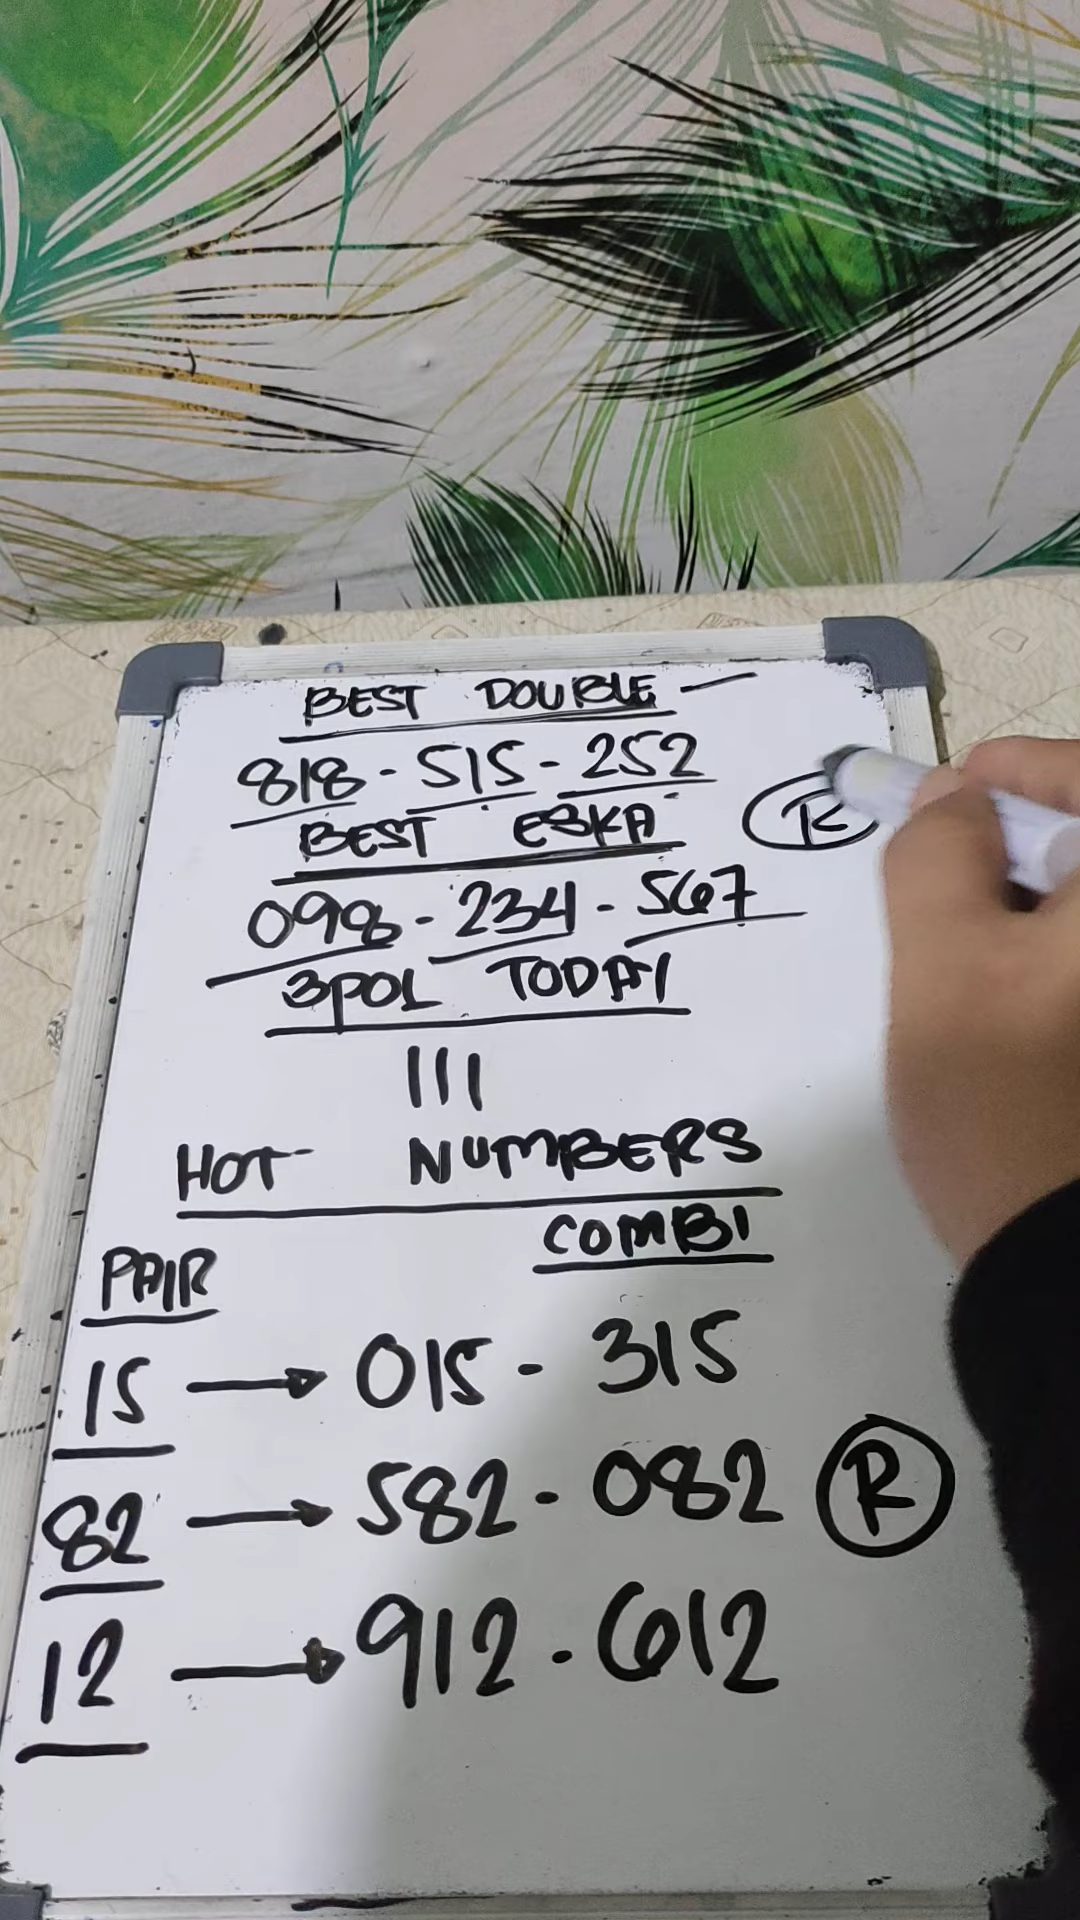 BEST DOUBLE -
818 - 515 - 252
BEST ESKA R
098 - 234 - 567
3POL TODAY
111
HOT NUMBERS
COMBI
PAIR
15 → 015 - 315
82 → 582 - 082 R
12 → 912 - 612